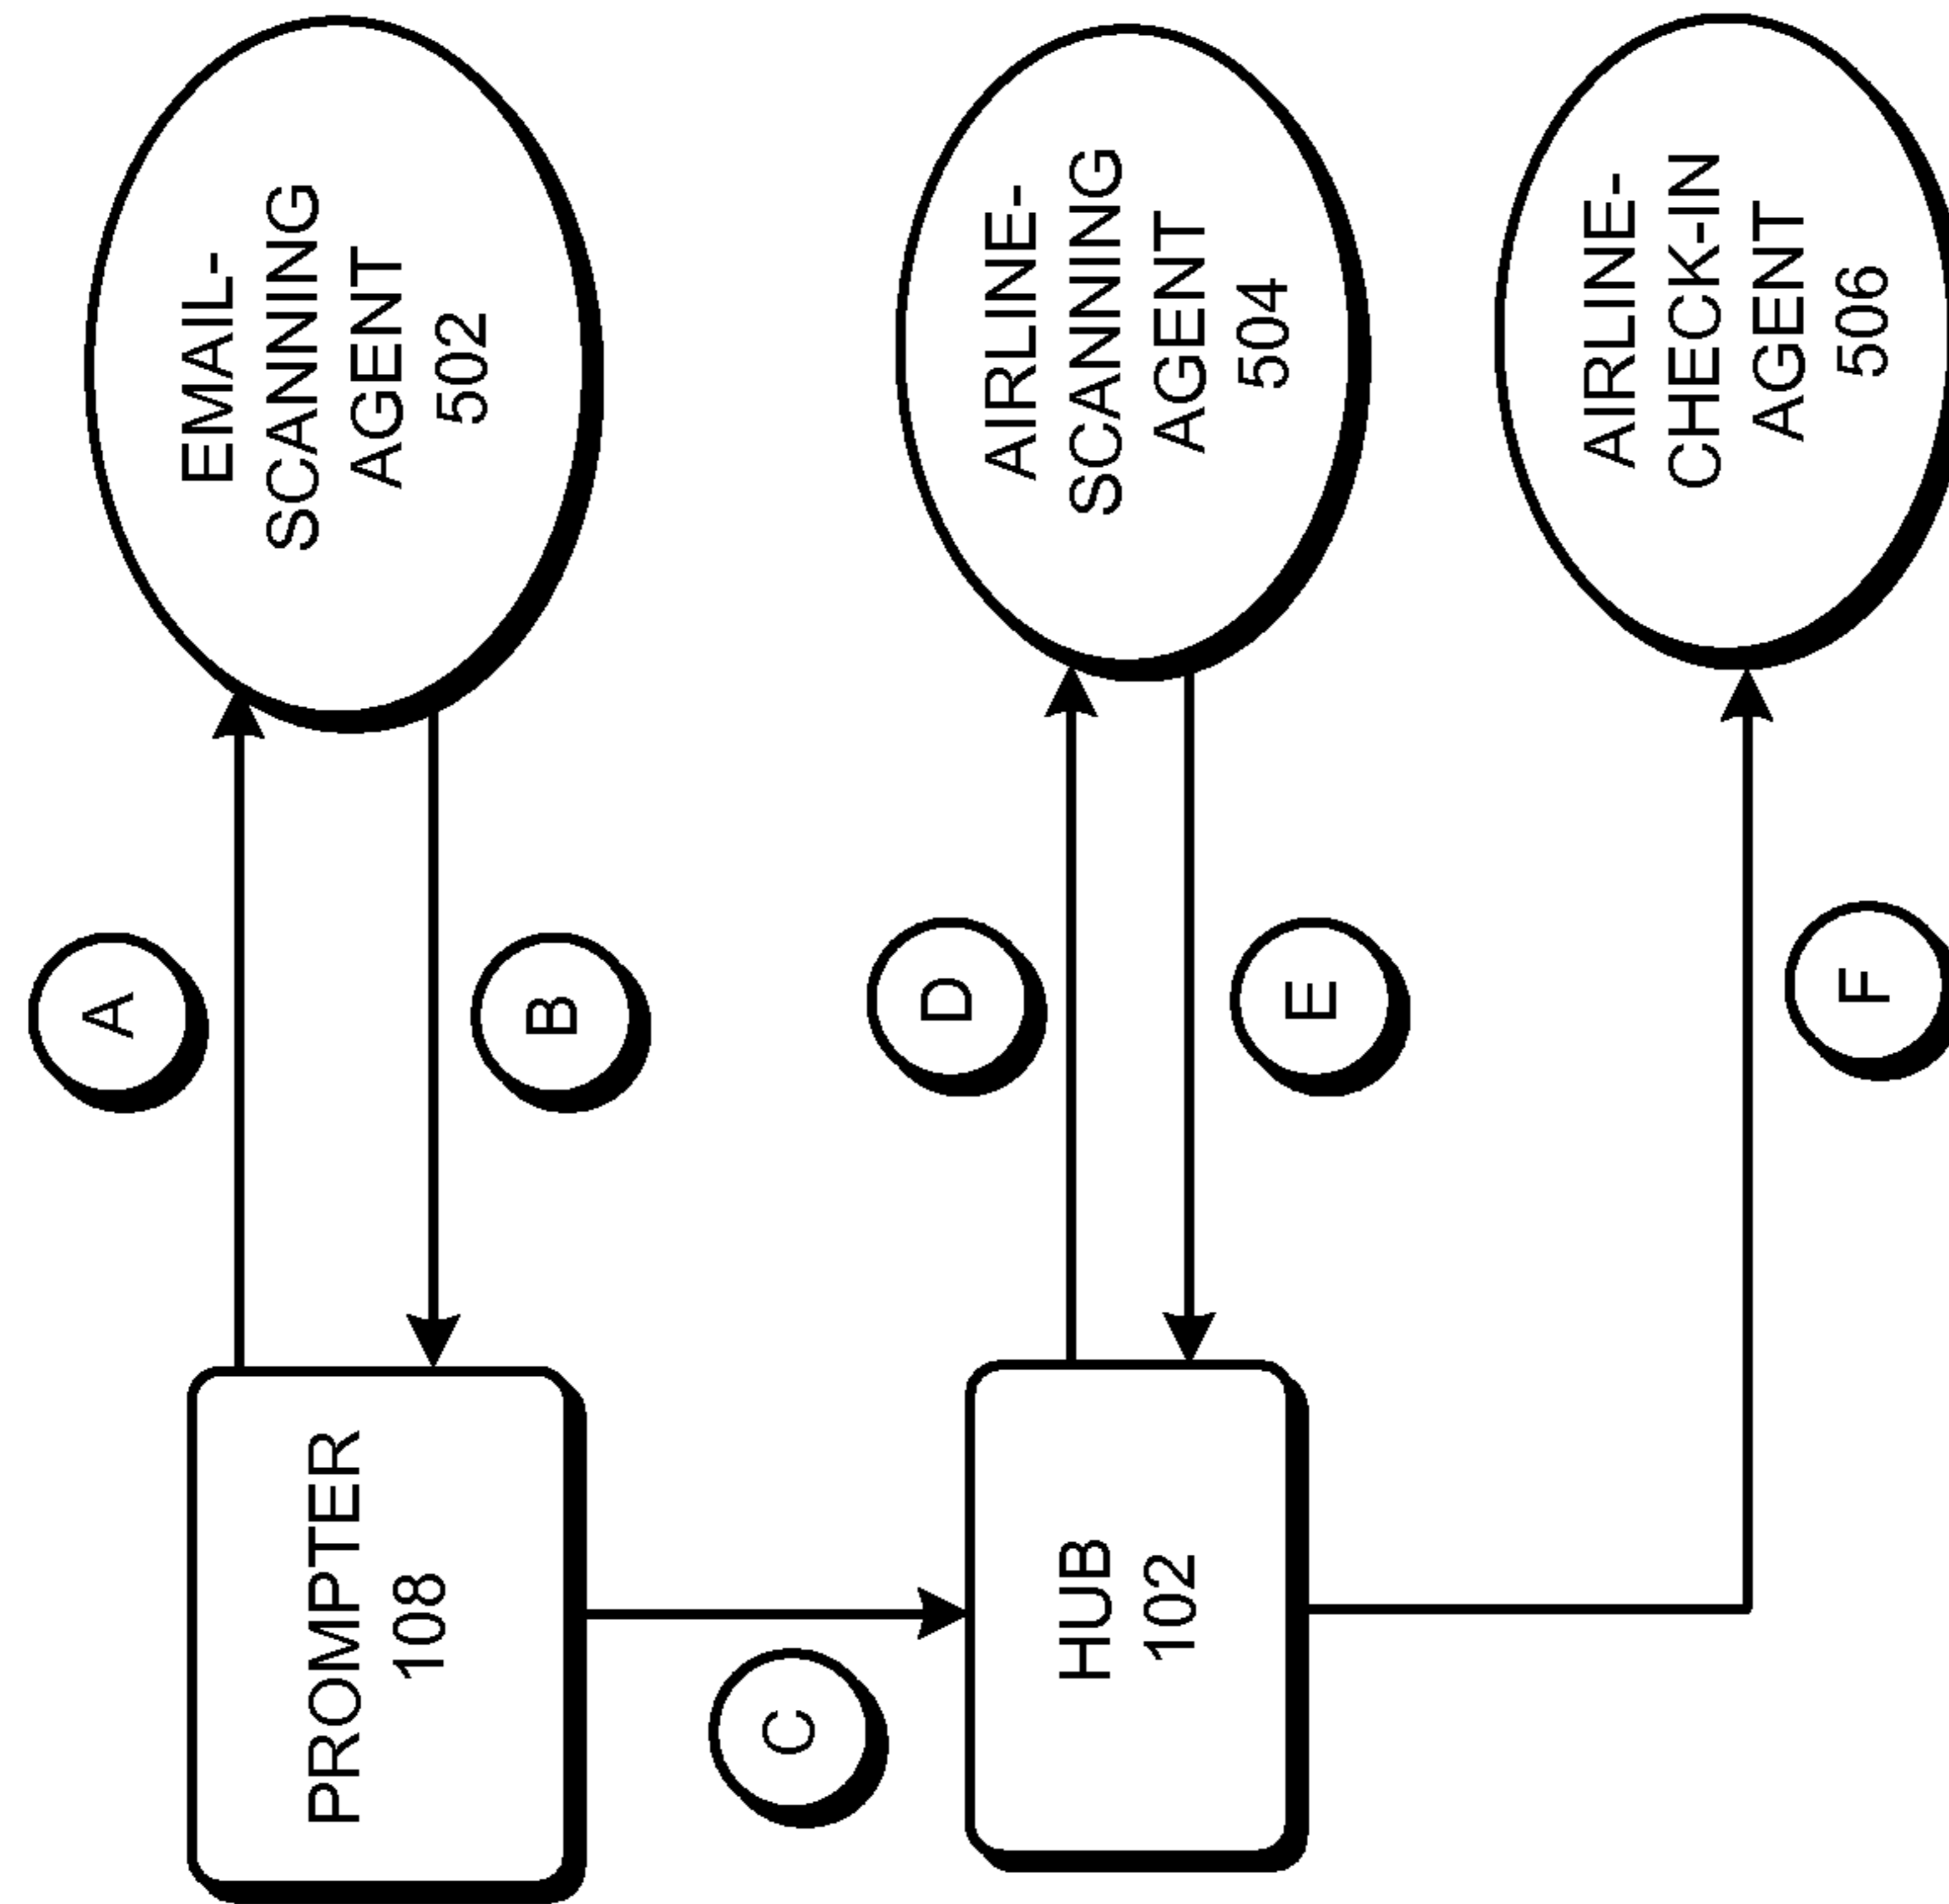 EMAIL-
SCANNING
AGENT
502
AIRLINE-
SCANNING
AGENT
504
AIRLINE-
CHECK-IN
AGENT
506
A
B
D
E
F
PROMPTER
108
C
HUB
102